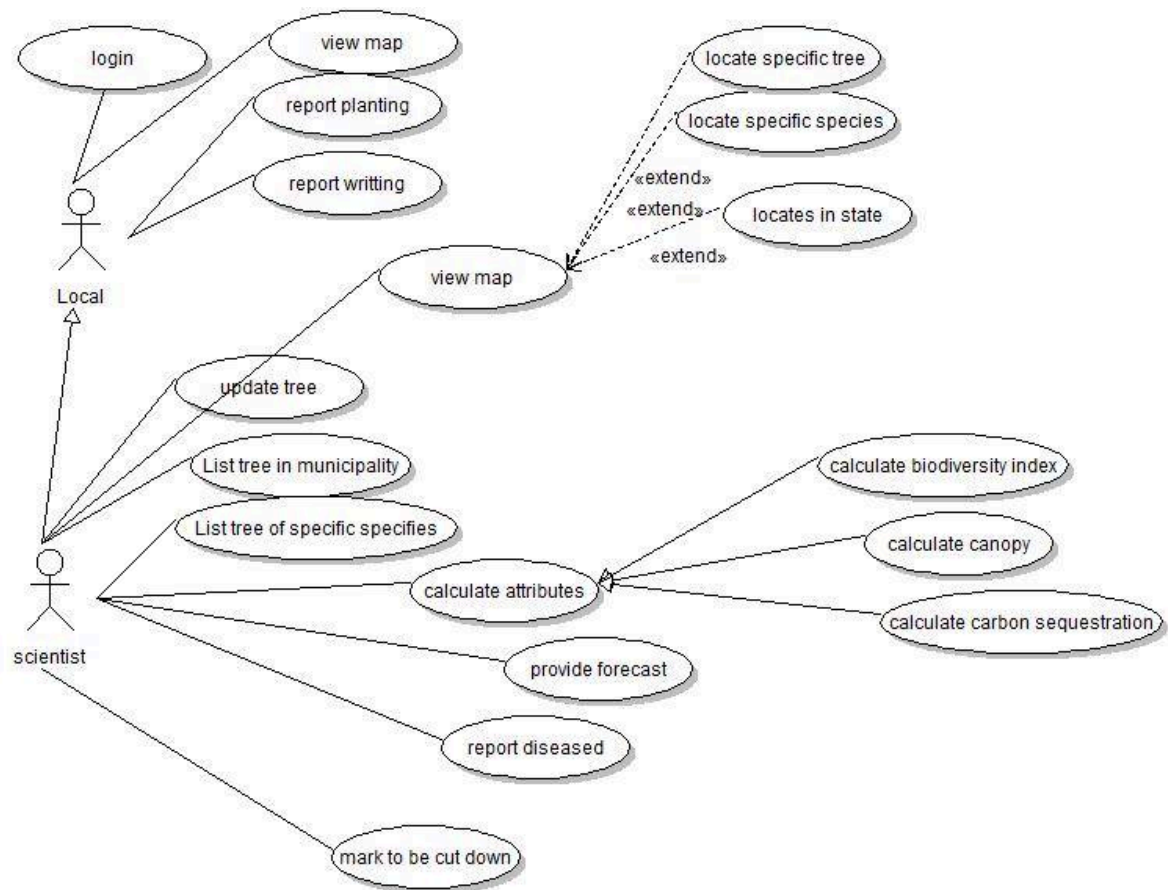 login
view map
report planting
report writting
Local
locate specific tree
locate specific species
«extend»
«extend»
locates in state
«extend»
view map
update tree
List tree in municipality
List tree of specific specifies
scientist
calculate attributes
calculate biodiversity index
calculate canopy
calculate carbon sequestration
provide forecast
report diseased
mark to be cut down